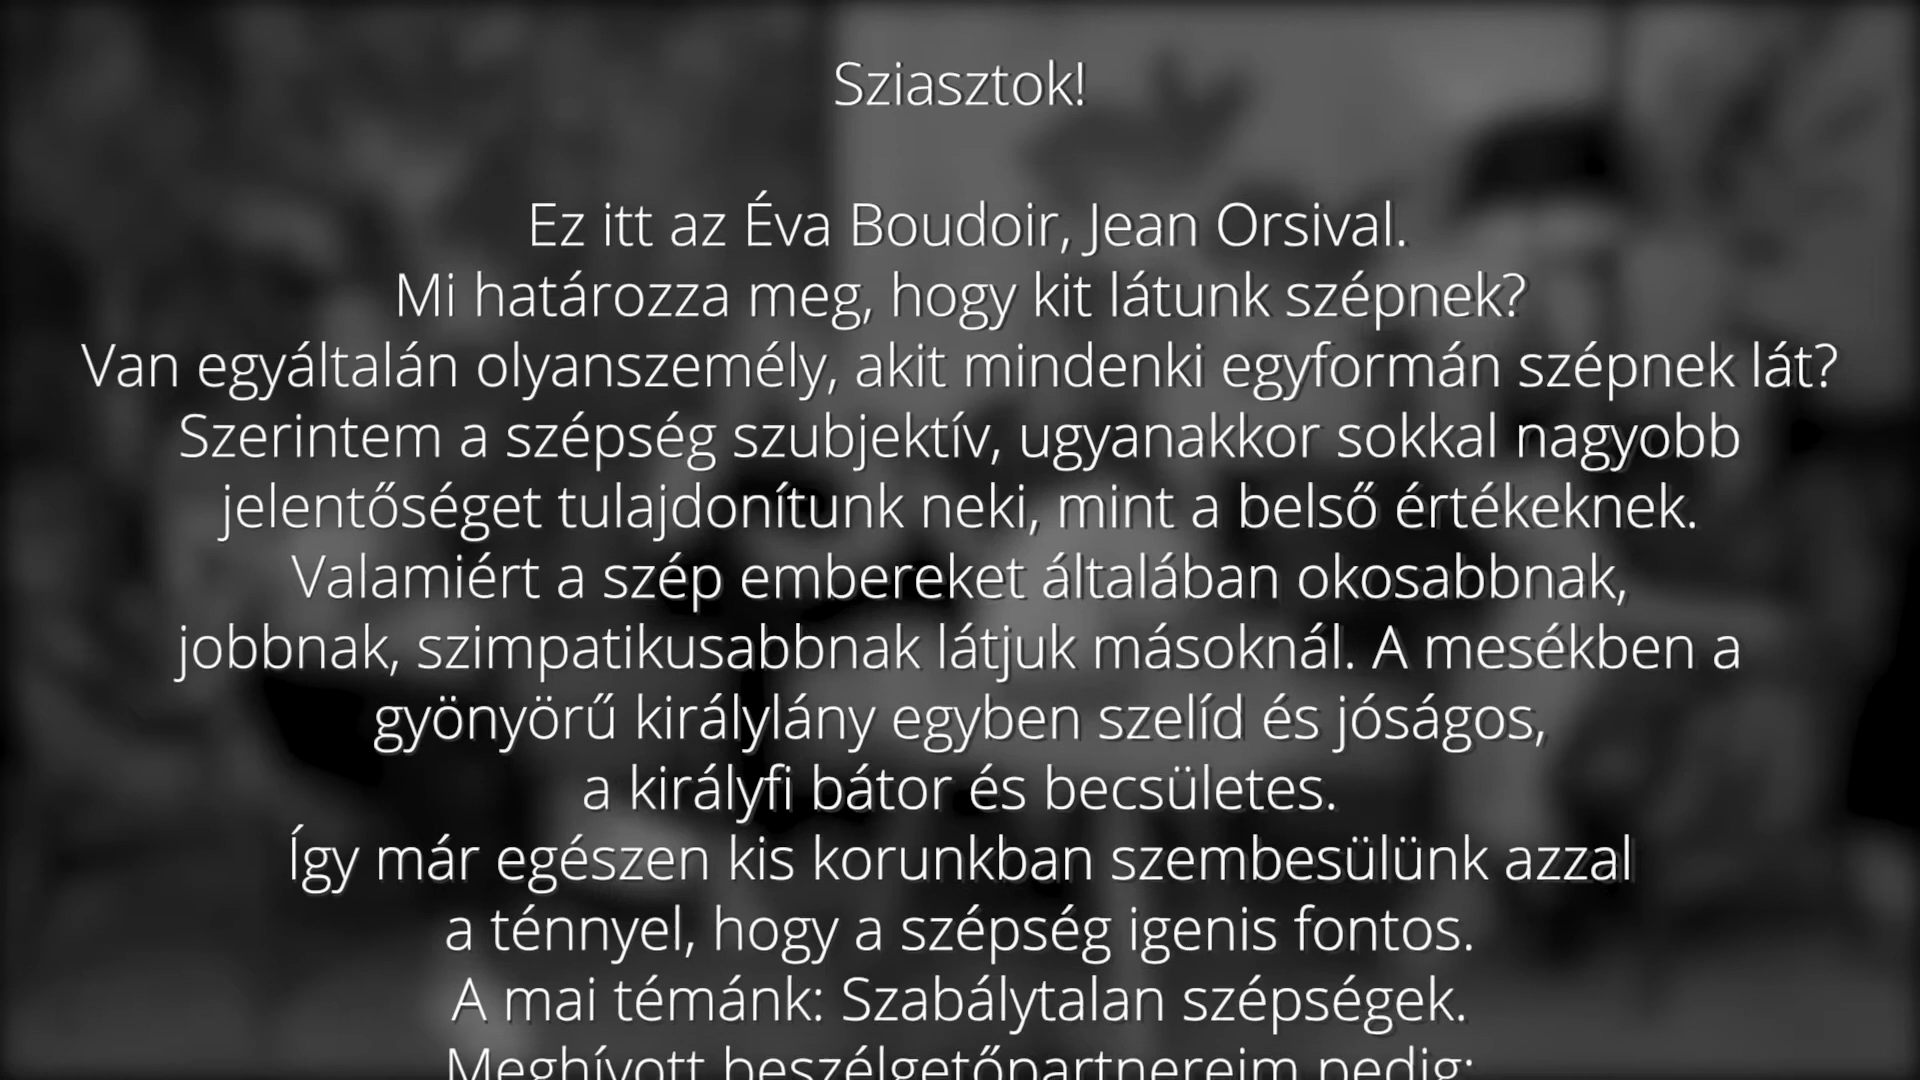 Sziasztok!
Ez itt az Éva Boudoir, Jean Orsival.
Mi határozza meg, hogy kit látunk szépnek?
Van egyáltalán olyanszemély, akit mindenki egyformán szépnek lát?
Szerintem a szépség szubjektív, ugyanakkor sokkal nagyobb
jelentőséget tulajdonítunk neki, mint a belső értékeknek.
Valamiért a szép embereket általában okosabbnak,
jobbnak, szimpatikusabbnak látjuk másoknál. A mesékben a
gyönyörű királylány egyben szelíd és jóságos,
a királyfi bátor és becsületes.
Így már egészen kis korunkban szembesülünk azzal
a ténnyel, hogy a szépség igenis fontos.
A mai témánk: Szabálytalan szépségek.
Meghívott beszélgetőpartnereim pedig: